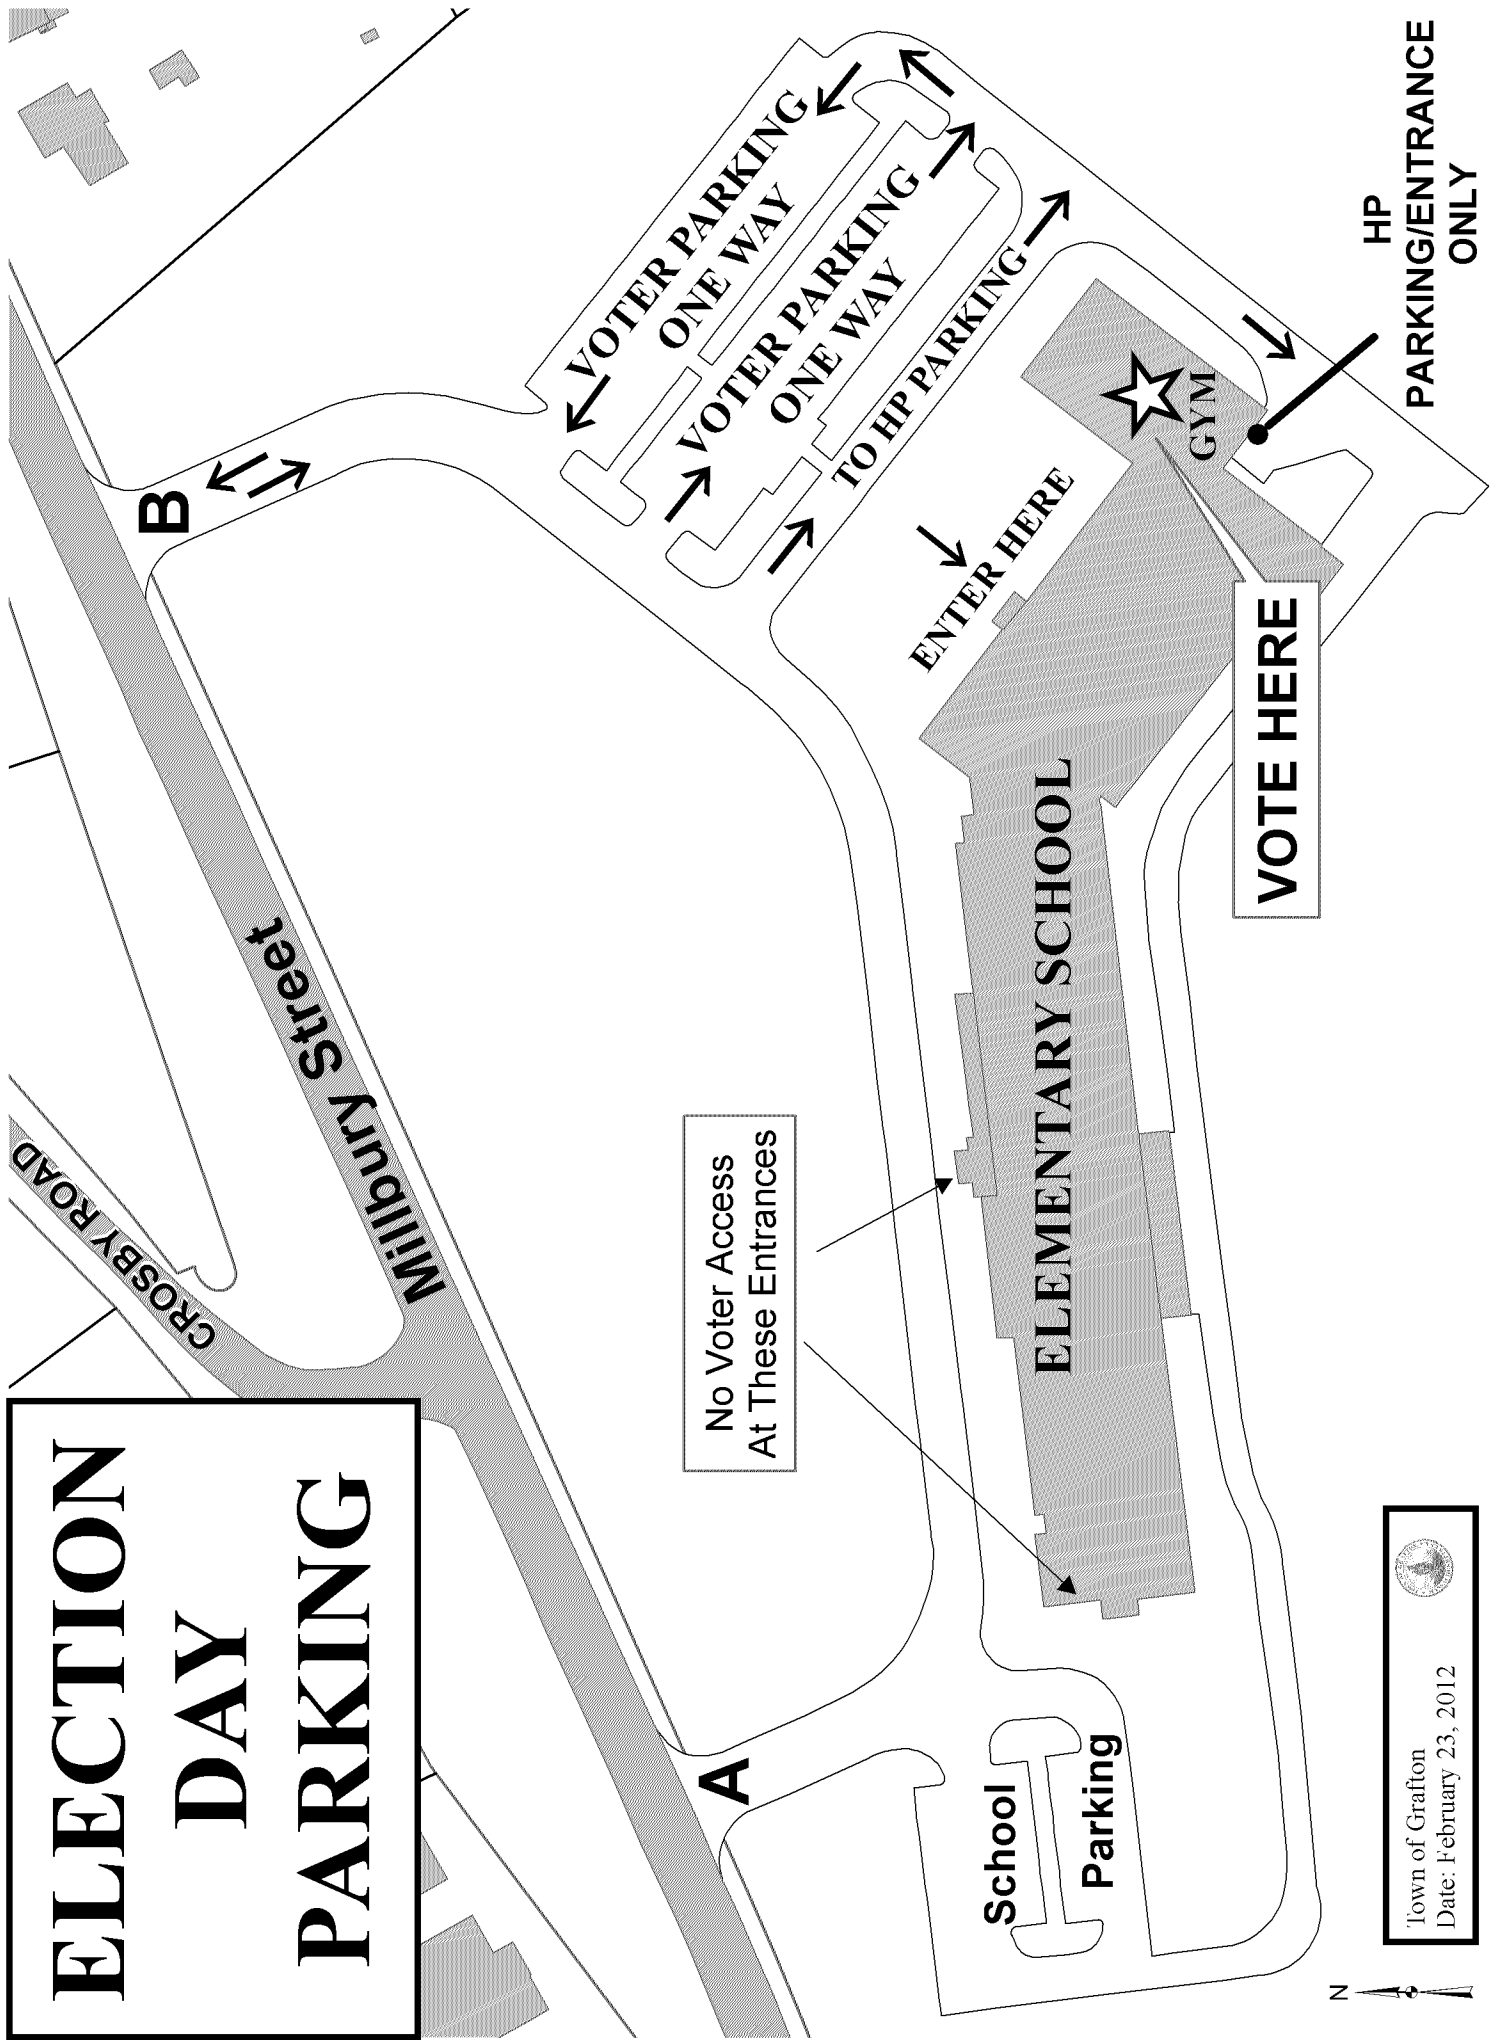 ELECTION
DAY
PARKING
CROSBY ROAD
Millbury Street
B
A
VOTER PARKING
ONE WAY
VOTER PARKING
ONE WAY
TO HP PARKING
ENTER HERE
GYM
HP
PARKING/ENTRANCE
ONLY
VOTE HERE
No Voter Access
At These Entrances
ELEMENTARY SCHOOL
School
Parking
N
Town of Grafton
Date: February 23, 2012